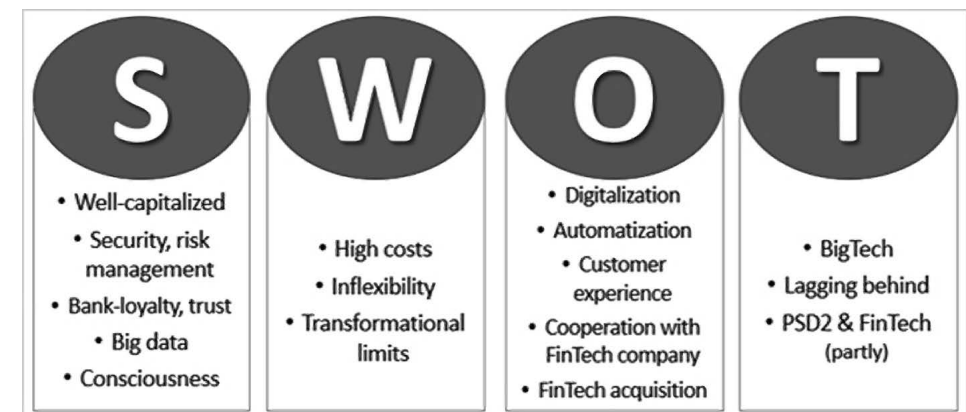 S
• Well-capitalized
• Security, risk
management
• Bank-loyalty, trust
• Big data
• Consciousness
W
• High costs
• Inflexibility
• Transformational
limits
O
• Digitalization
• Automatization
• Customer
experience
• Cooperation with
FinTech company
• FinTech acquisition
T
• BigTech
• Lagging behind
• PSD2 & FinTech
(partly)